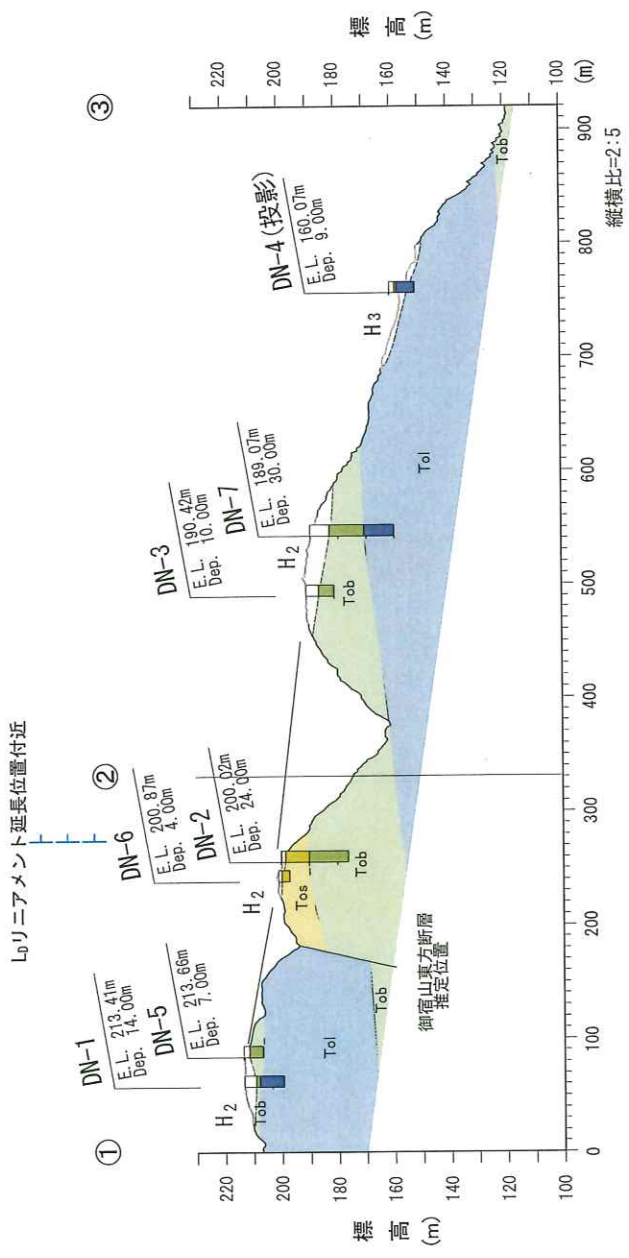 LDリニアメント延長位置付近
①
②
③
DN-1
E.L. 213.41m
Dep. 14.00m
DN-5
E.L. 213.66m
Dep. 7.00m
DN-6
E.L. 200.87m
Dep. 4.00m
DN-2
E.L. 200.02m
Dep. 24.00m
DN-3
E.L. 190.42m
Dep. 10.00m
DN-7
E.L. 189.07m
Dep. 30.00m
DN-4(投影)
E.L. 160.07m
Dep. 9.00m
H2
H2
H2
H3
Tob
Tol
Tob
Tos
Tob
Tob
Tol
Tob
御宿山東方断層
推定位置
標高
(m)
220
200
180
160
140
120
100
標高
(m)
220
200
180
160
140
120
100
0
100
200
300
400
500
600
700
800
900
(m)
縦横比=2:5